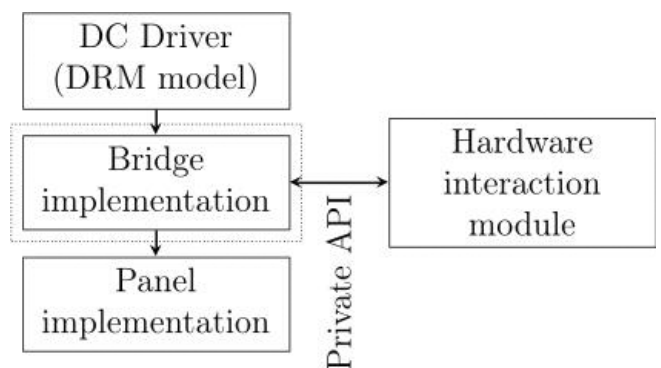 DC Driver
(DRM model)
Bridge
implementation
Panel
implementation
Private API
Hardware
interaction
module